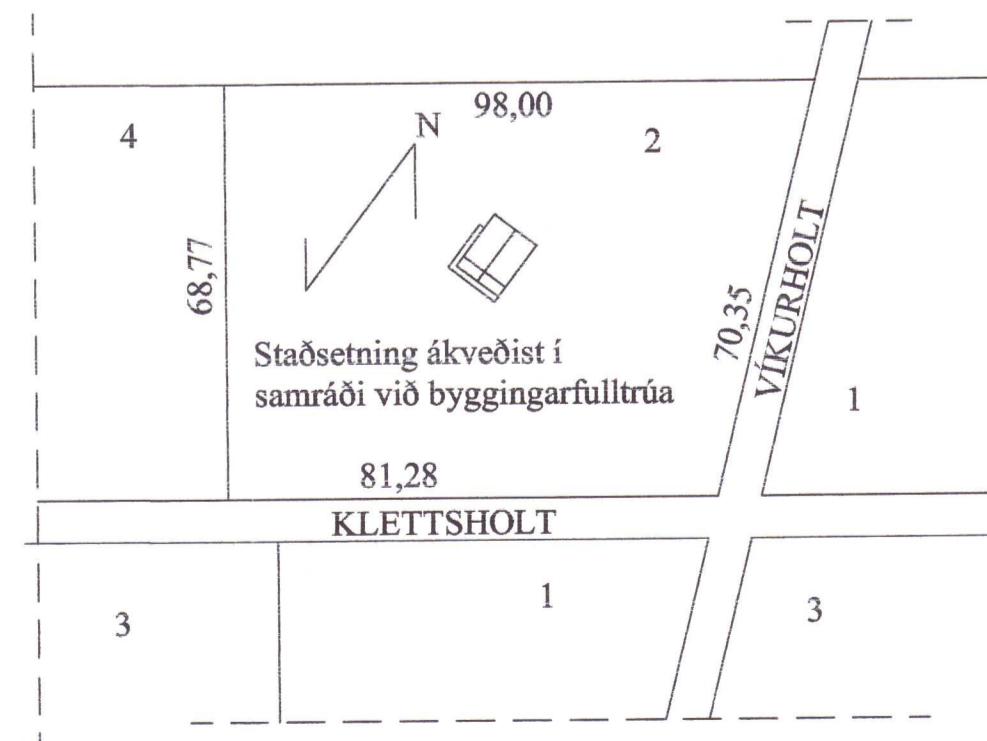 98,00
4
N
2
68,77
70,35
VÍKURHOLT
Staðsetning ákveðist í
samráði við byggingarfulltrúa
1
81,28
KLETTSHOLT
3
1
3